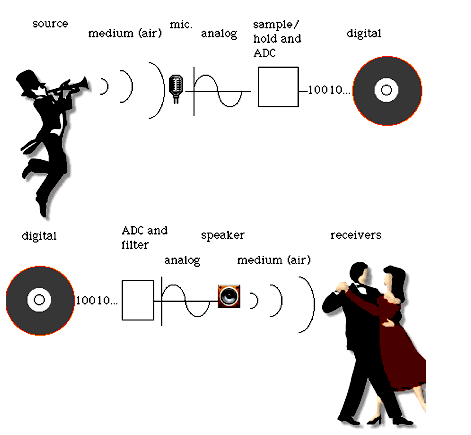 source
medium (air)
mic.
analog
sample/
hold and
ADC
digital
10010...
digital
ADC and
filter
analog
speaker
medium (air)
receivers
10010...